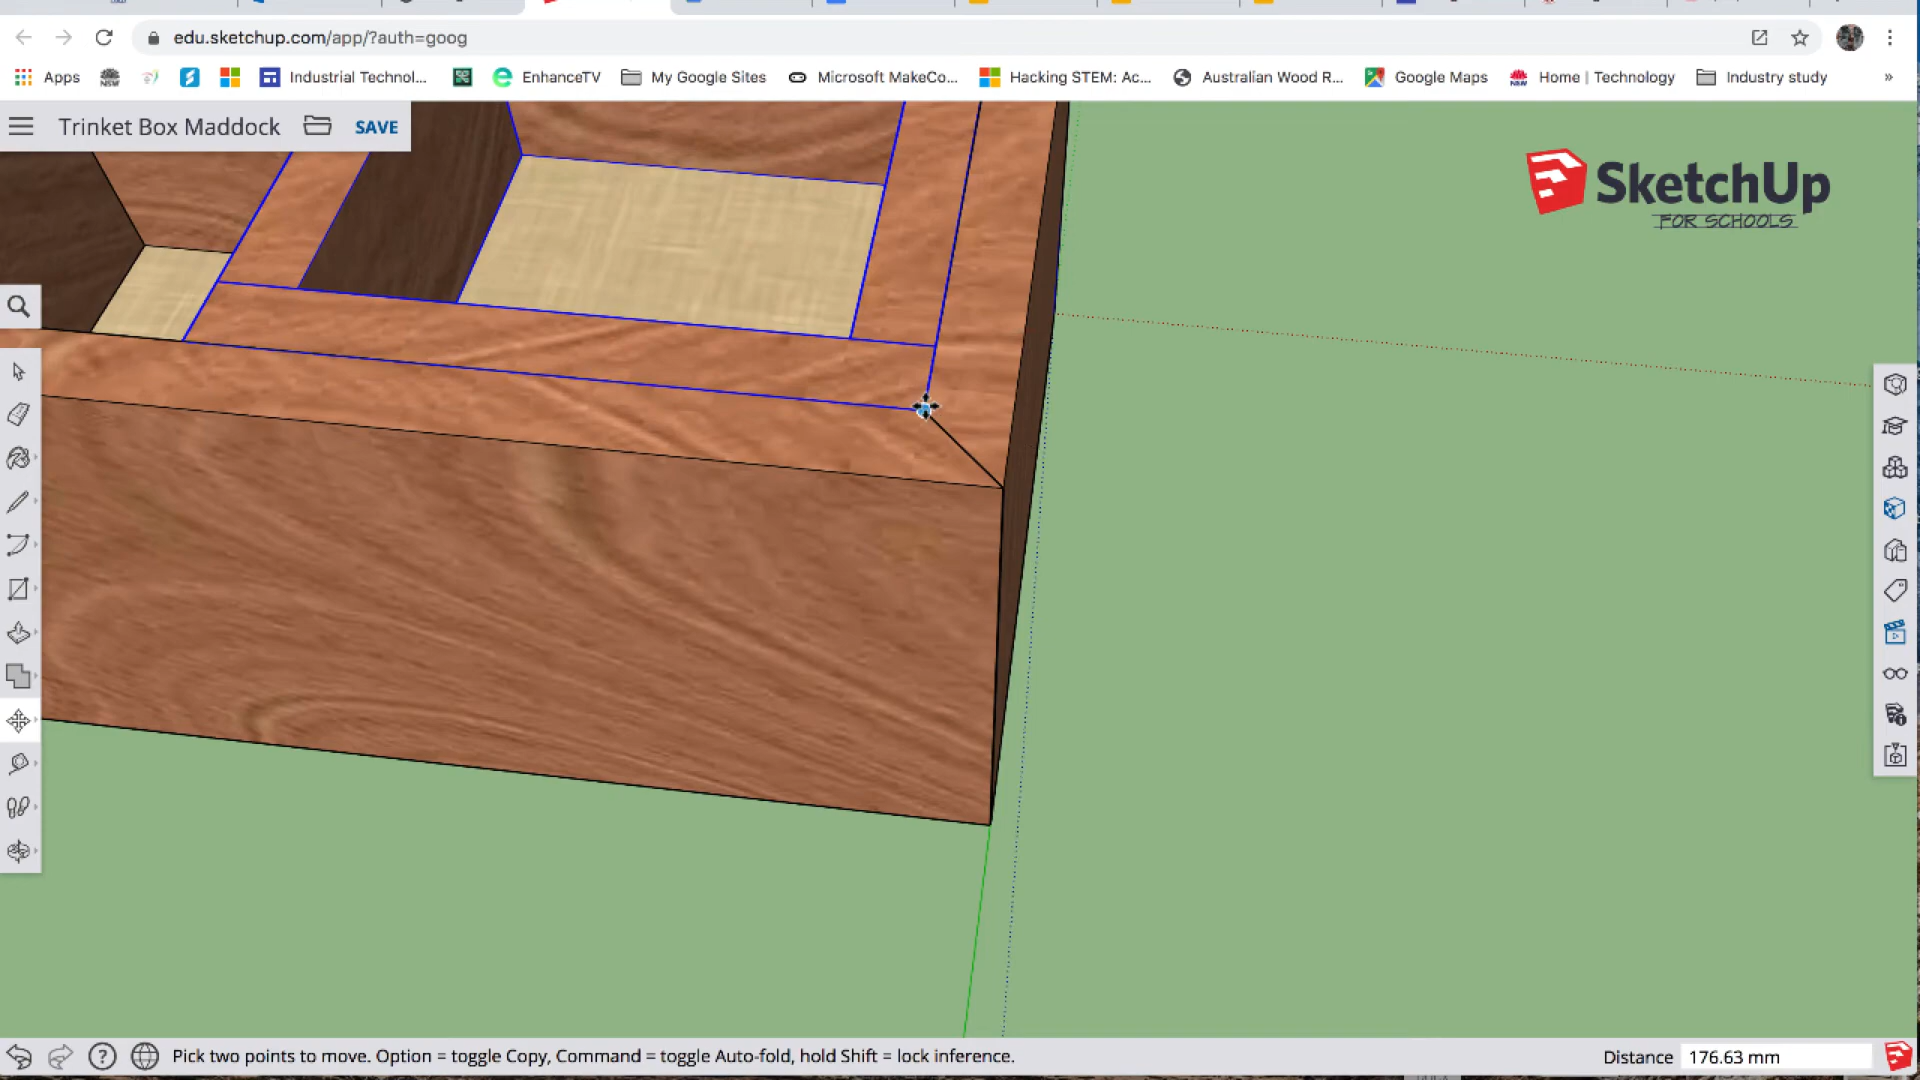 edu.sketchup.com/app/?auth=goog
Apps Industrial Technol... EnhanceTV My Google Sites Microsoft MakeCo... Hacking STEM: Ac... Australian Wood R... Google Maps Home | Technology Industry study »
Trinket Box Maddock SAVE
SketchUp
FOR SCHOOLS
Pick two points to move. Option = toggle Copy, Command = toggle Auto-fold, hold Shift = lock inference. Distance 176.63 mm